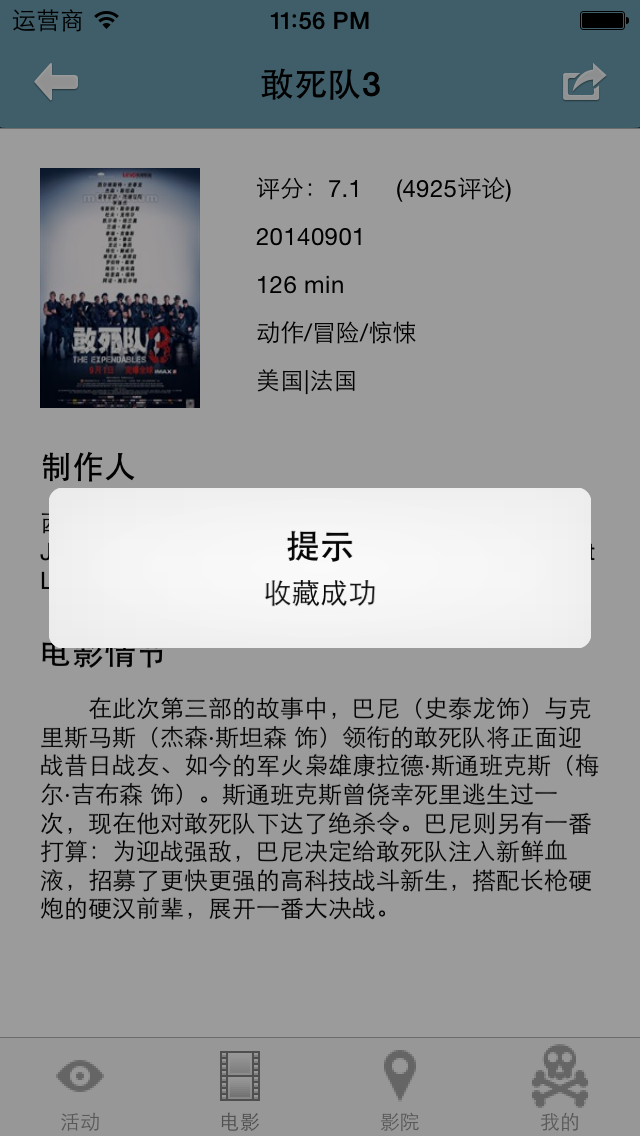 运营商
11:56 PM
敢死队3
敢死队3
THE EXPENDABLES
9月1日
评分：7.1 (4925评论)
20140901
126 min
动作/冒险/惊悚
美国|法国
制作人
J
L
提示
收藏成功
电影情节
在此次第三部的故事中，巴尼（史泰龙饰）与克
里斯马斯（杰森·斯坦森 饰）领衔的敢死队将正面迎
战昔日战友、如今的军火枭雄康拉德·斯通班克斯（梅
尔·吉布森 饰）。斯通班克斯曾侥幸死里逃生过一
次，现在他对敢死队下达了绝杀令。巴尼则另有一番
打算：为迎战强敌，巴尼决定给敢死队注入新鲜血
液，招募了更快更强的高科技战斗新生，搭配长枪硬
炮的硬汉前辈，展开一番大决战。
活动
电影
影院
我的